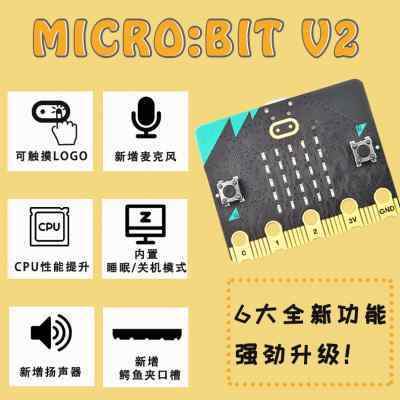 MICRO:BIT V2
可触摸LOGO
新增麦克风
CPU
CPU性能提升
Z
内置
睡眠/关机模式
新增扬声器
新增
鳄鱼夹口槽
0
1
2
3V
GND
6大全新功能
强劲升级!